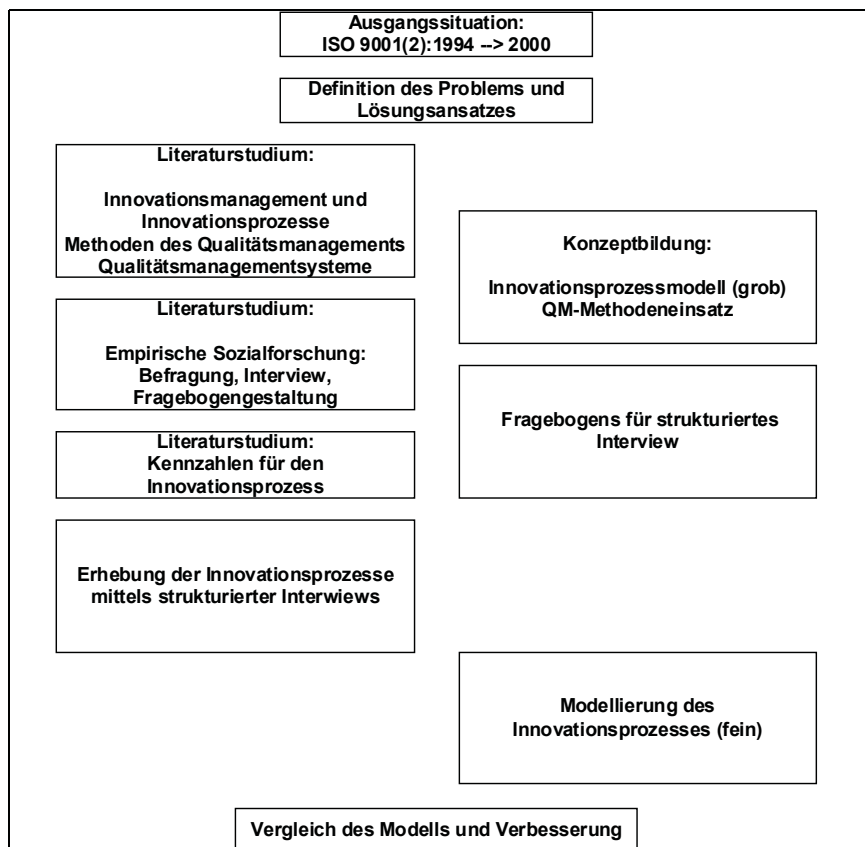 Ausgangssituation:
ISO 9001(2):1994 --> 2000
Definition des Problems und
Lösungsansatzes
Literaturstudium:
Innovationsmanagement und
Innovationsprozesse
Methoden des Qualitätsmanagements
Qualitätsmanagementsysteme
Konzeptbildung:
Innovationsprozessmodell (grob)
QM-Methodeneinsatz
Literaturstudium:
Empirische Sozialforschung:
Befragung, Interview,
Fragebogengestaltung
Fragebogens für strukturiertes
Interview
Literaturstudium:
Kennzahlen für den
Innovationsprozess
Erhebung der Innovationsprozesse
mittels strukturierter Interwiews
Modellierung des
Innovationsprozesses (fein)
Vergleich des Modells und Verbesserung